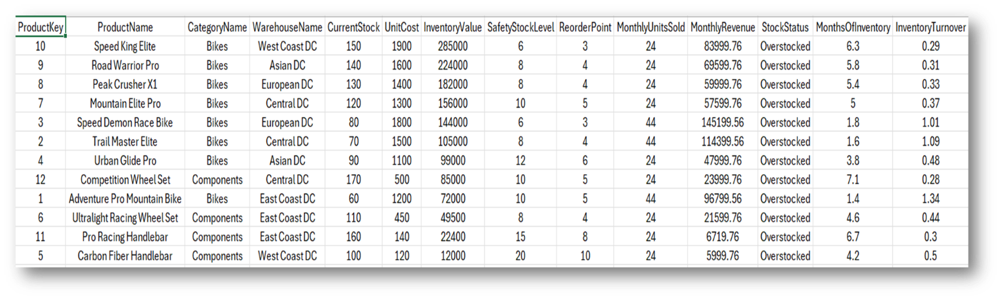 ProductKey ProductName CategoryName WarehouseName CurrentStock UnitCost InventoryValue SafetyStockLevel ReorderPoint MonthlyUnitsSold MonthlyRevenue StockStatus MonthsOfInventory InventoryTurnover
10 Speed King Elite Bikes West Coast DC 150 1900 285000 6 3 24 83999.76 Overstocked 6.3 0.29
9 Road Warrior Pro Bikes Asian DC 140 1600 224000 8 4 24 69599.76 Overstocked 5.8 0.31
8 Peak Crusher X1 Bikes European DC 130 1400 182000 8 4 24 59999.76 Overstocked 5.4 0.33
7 Mountain Elite Pro Bikes Central DC 120 1300 156000 10 5 24 57599.76 Overstocked 5 0.37
3 Speed Demon Race Bike Bikes European DC 80 1800 144000 6 3 44 145199.56 Overstocked 1.8 1.01
2 Trail Master Elite Bikes Central DC 70 1500 105000 8 4 44 114399.56 Overstocked 1.6 1.09
4 Urban Glide Pro Bikes Asian DC 90 1100 99000 12 6 24 47999.76 Overstocked 3.8 0.48
12 Competition Wheel Set Components Central DC 170 500 85000 10 5 24 23999.76 Overstocked 7.1 0.28
1 Adventure Pro Mountain Bike Bikes East Coast DC 60 1200 72000 10 5 44 96799.56 Overstocked 1.4 1.34
6 Ultralight Racing Wheel Set Components East Coast DC 110 450 49500 8 4 24 21599.76 Overstocked 4.6 0.44
11 Pro Racing Handlebar Components East Coast DC 160 140 22400 15 8 24 6719.76 Overstocked 6.7 0.3
5 Carbon Fiber Handlebar Components West Coast DC 100 120 12000 20 10 24 5999.76 Overstocked 4.2 0.5